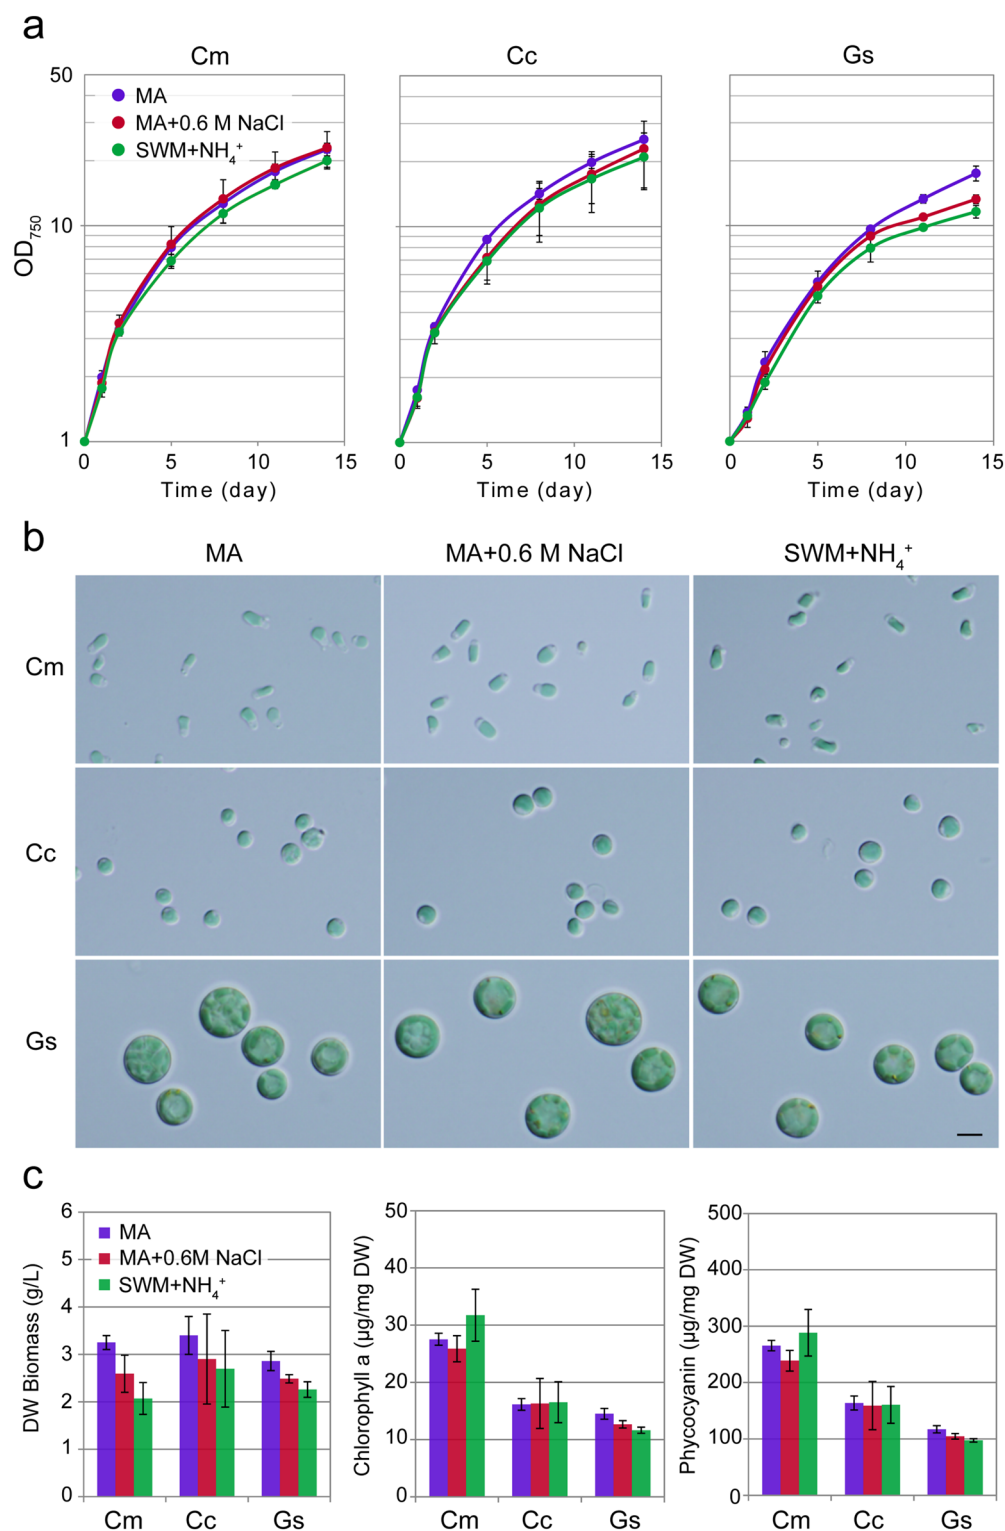 a
Cm Cc Gs
50
10
1
OD750
MA
MA+0.6 M NaCl
SWM+NH4+
0 5 10 15 0 5 10 15 0 5 10 15
Time (day) Time (day) Time (day)
b
MA MA+0.6 M NaCl SWM+NH4+
Cm
Cc
Gs
c
DW Biomass (g/L)
6
5
4
3
2
1
0
MA
MA+0.6M NaCl
SWM+NH4+
Cm Cc Gs
Chlorophyll a (µg/mg DW)
50
40
30
20
10
0
Cm Cc Gs
Phycocyanin (µg/mg DW)
500
400
300
200
100
0
Cm Cc Gs